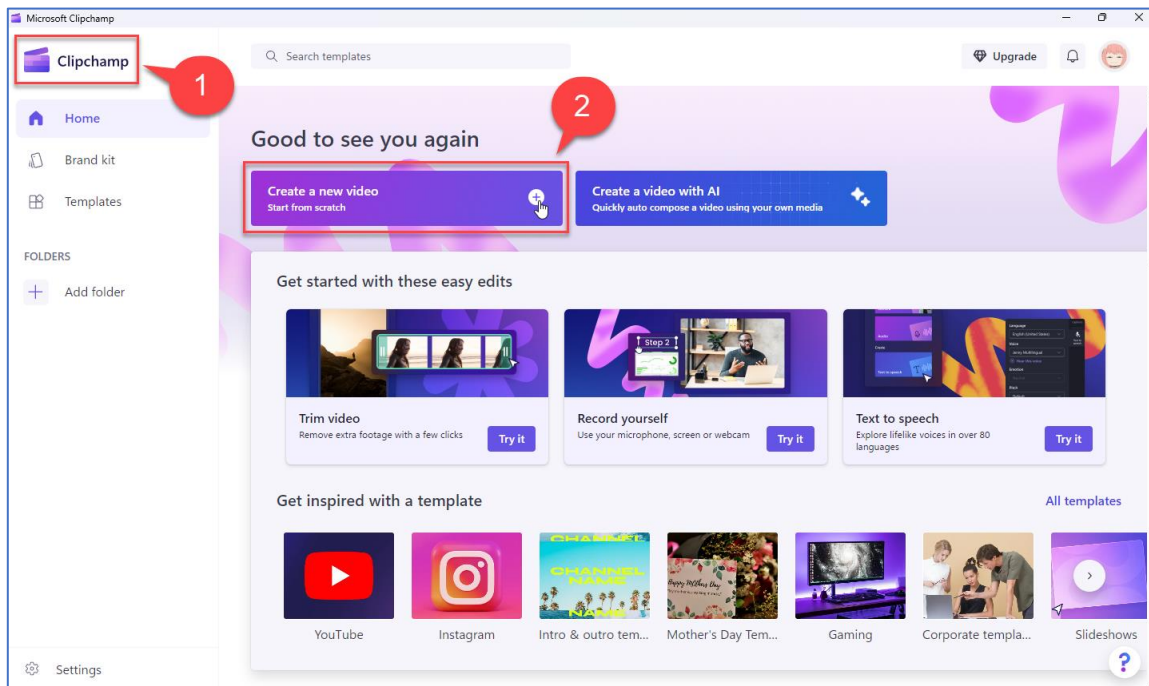 Microsoft Clipchamp
Clipchamp
1
Search templates
Upgrade
Home
Brand kit
Templates
FOLDERS
Add folder
Settings
2
Good to see you again
Create a new video
Start from scratch
Create a video with AI
Quickly auto compose a video using your own media
Get started with these easy edits
Step 2
Trim video
Remove extra footage with a few clicks
Try it
Record yourself
Use your microphone, screen or webcam
Try it
Text to speech
Explore lifelike voices in over 80
languages
Try it
Get inspired with a template
All templates
CHANNEL
CHANNEL
NAME
NAME
Happy Mothers Day
YouTube
Instagram
Intro & outro tem...
Mother's Day Tem...
Gaming
Corporate templa...
Slideshows
?